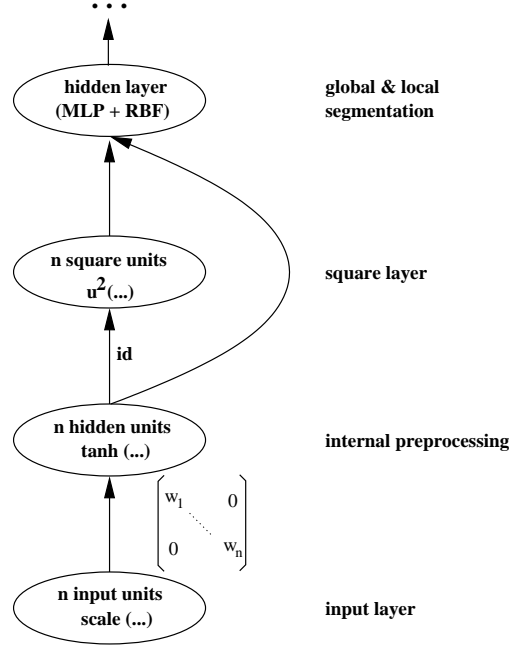 ...
hidden layer
(MLP + RBF)
global & local
segmentation
n square units
u²(...)
square layer
id
n hidden units
tanh (...)
internal preprocessing
w₁ 0
0 wₙ
n input units
scale (...)
input layer